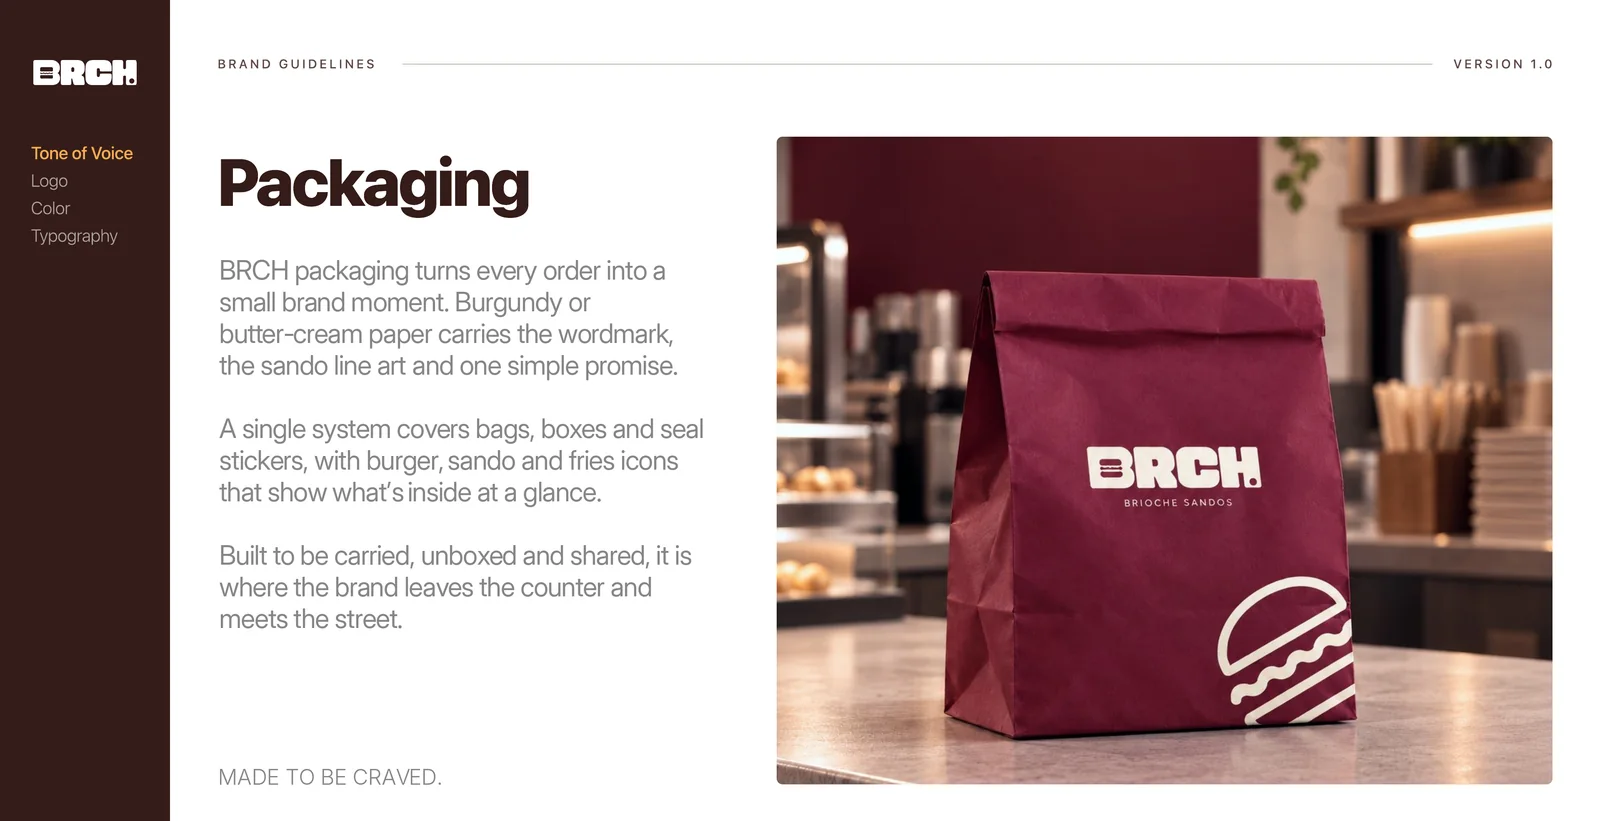 BRCH.
Tone of Voice
Logo
Color
Typography
BRAND GUIDELINES
VERSION 1.0
Packaging
BRCH packaging turns every order into a
small brand moment. Burgundy or
butter-cream paper carries the wordmark,
the sando line art and one simple promise.
A single system covers bags, boxes and seal
stickers, with burger, sando and fries icons
that show what’s inside at a glance.
Built to be carried, unboxed and shared, it is
where the brand leaves the counter and
meets the street.
MADE TO BE CRAVED.
BRCH.
BRIOCHE SANDOS